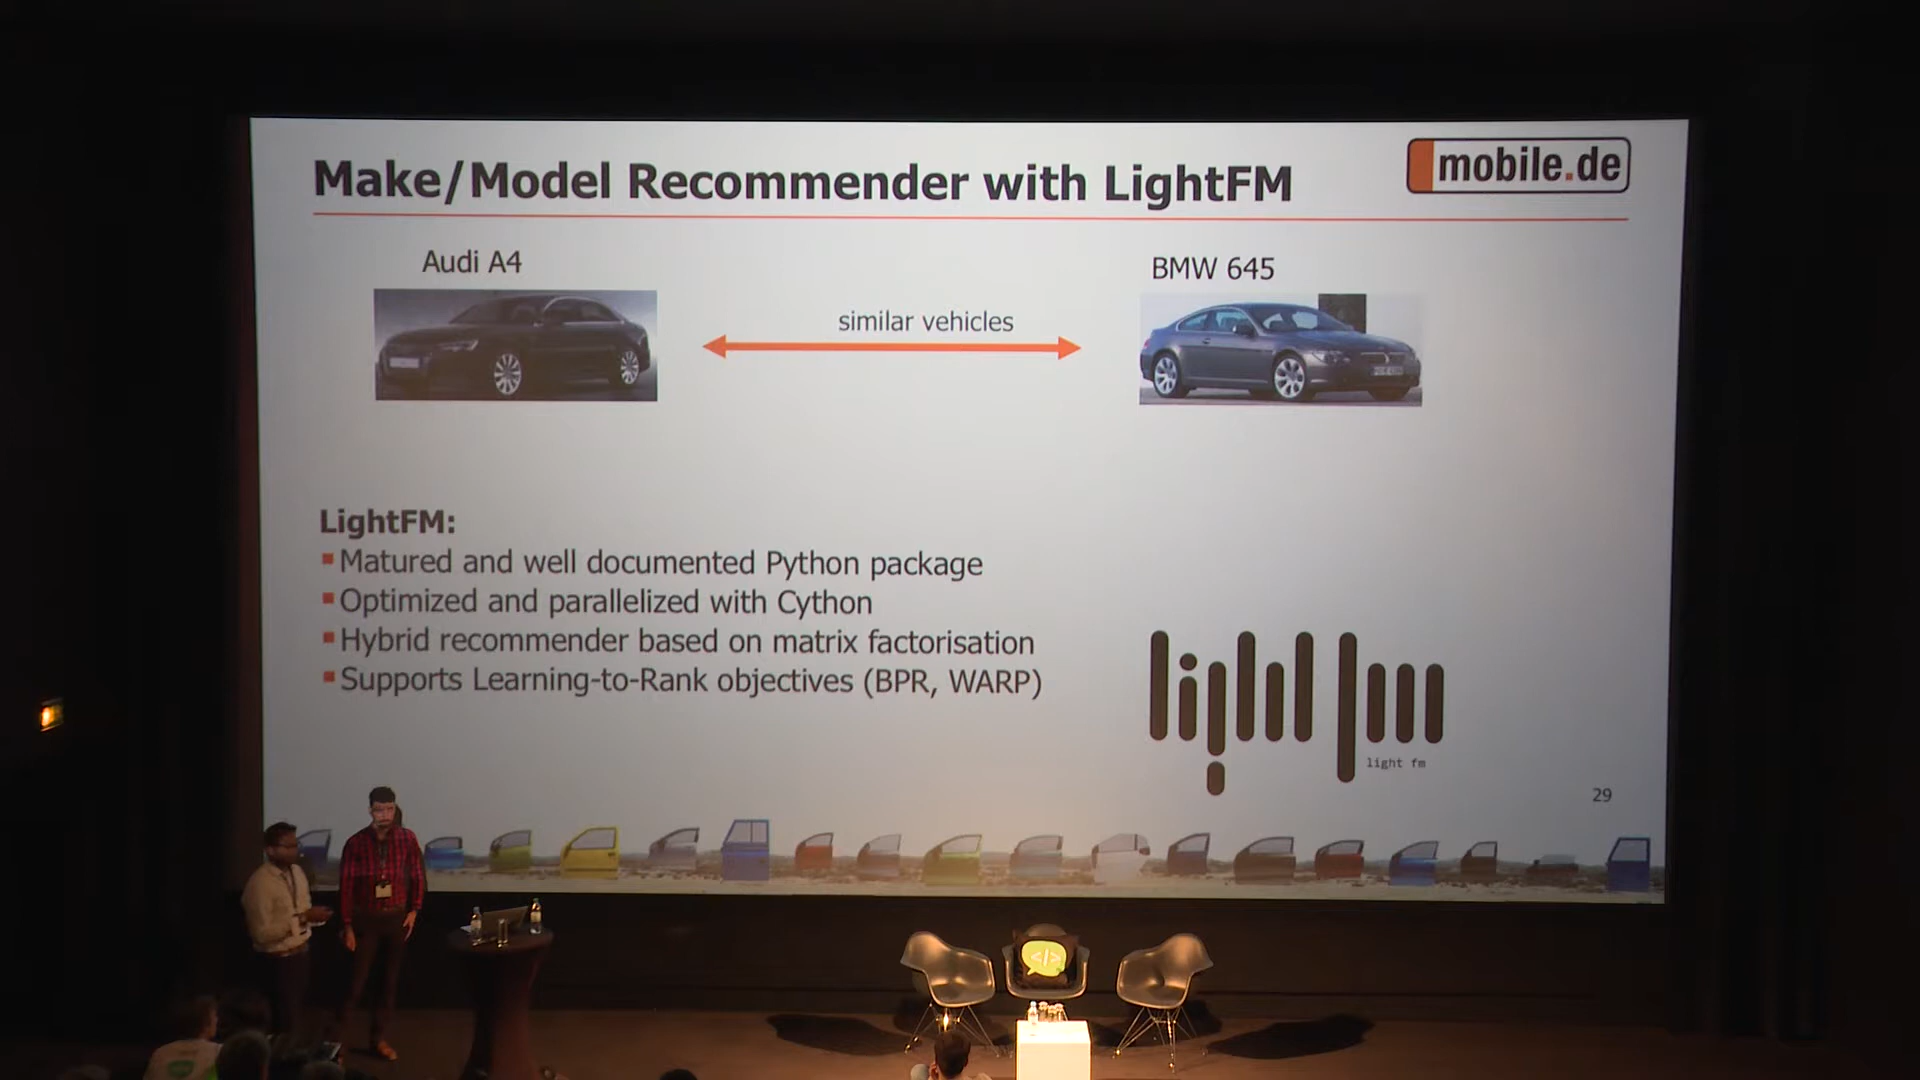 Make/Model Recommender with LightFM
mobile.de
Audi A4
BMW 645
similar vehicles
LightFM:
Matured and well documented Python package
Optimized and parallelized with Cython
Hybrid recommender based on matrix factorisation
Supports Learning-to-Rank objectives (BPR, WARP)
light fm
light fm
29
</>